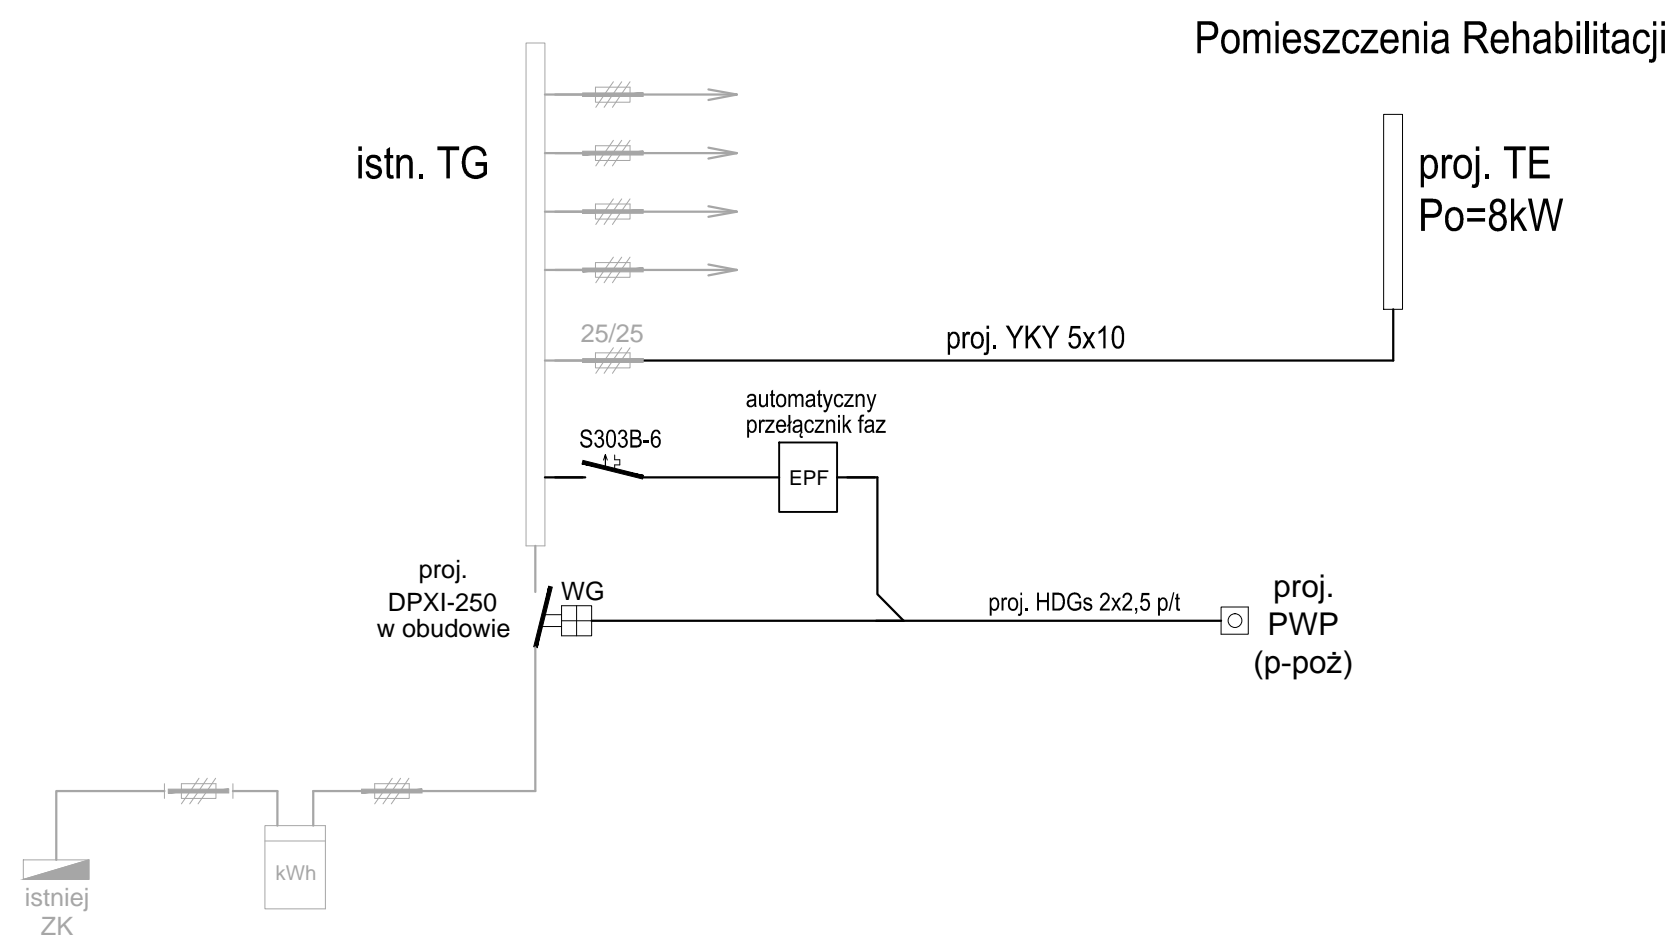 Pomieszczenia Rehabilitacji
istn. TG
proj. TE
Po=8kW
25/25
proj. YKY 5x10
automatyczny
przełącznik faz
S303B-6
EPF
proj.
DPXI-250
w obudowie
WG
proj. HDGs 2x2,5 p/t
proj.
PWP
(p-poż)
kWh
istniej
ZK